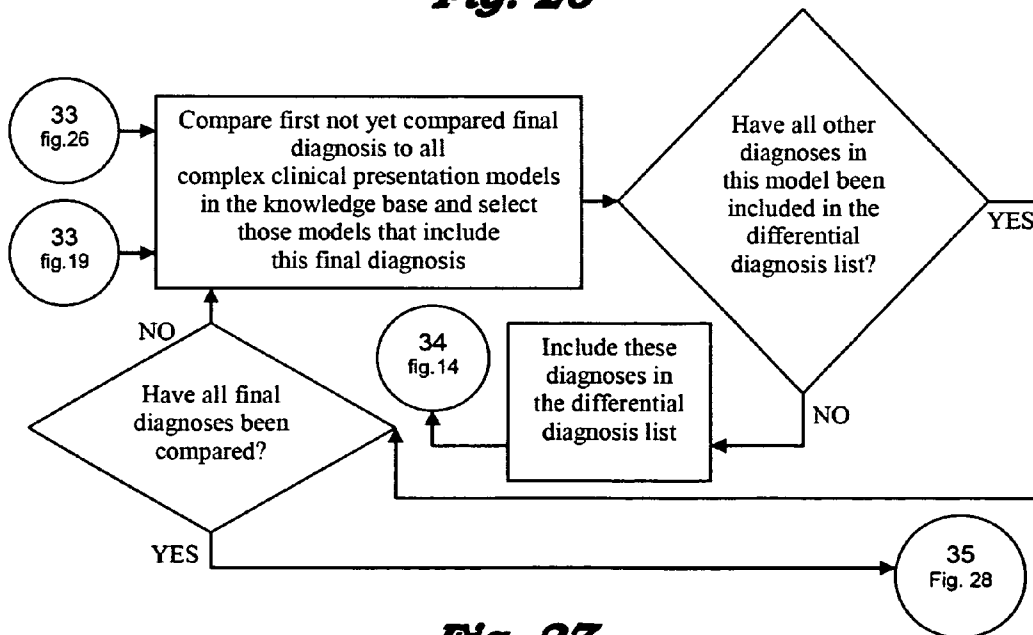 Fig. 26
33
fig.26
Compare first not yet compared final
diagnosis to all
complex clinical presentation models
in the knowledge base and select
those models that include
this final diagnosis
Have all other
diagnoses in
this model been
included in the
differential
diagnosis list?
YES
33
fig.19
NO
34
fig.14
Include these
diagnoses in
the differential
diagnosis list
NO
Have all final
diagnoses been
compared?
YES
35
Fig. 28
Fig. 27